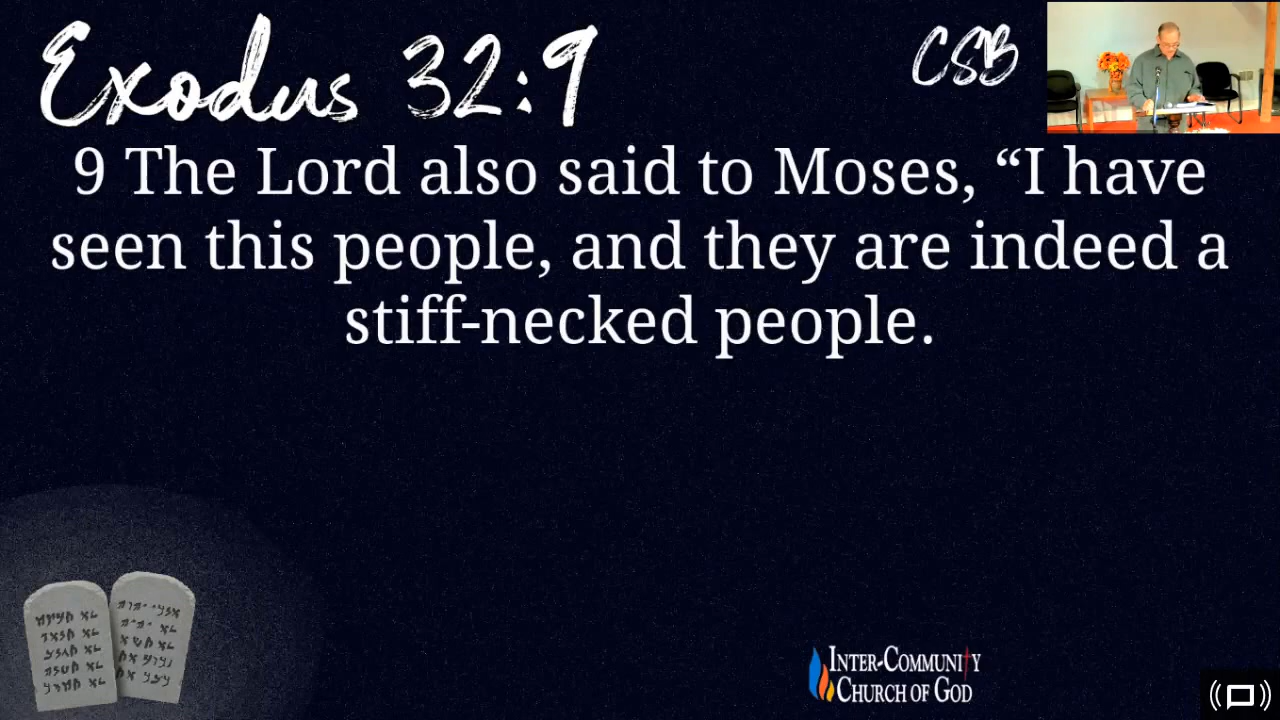 Exodus 32:9
CSB
9 The Lord also said to Moses, “I have
seen this people, and they are indeed a
stiff-necked people.
Inter-Community
Church of God